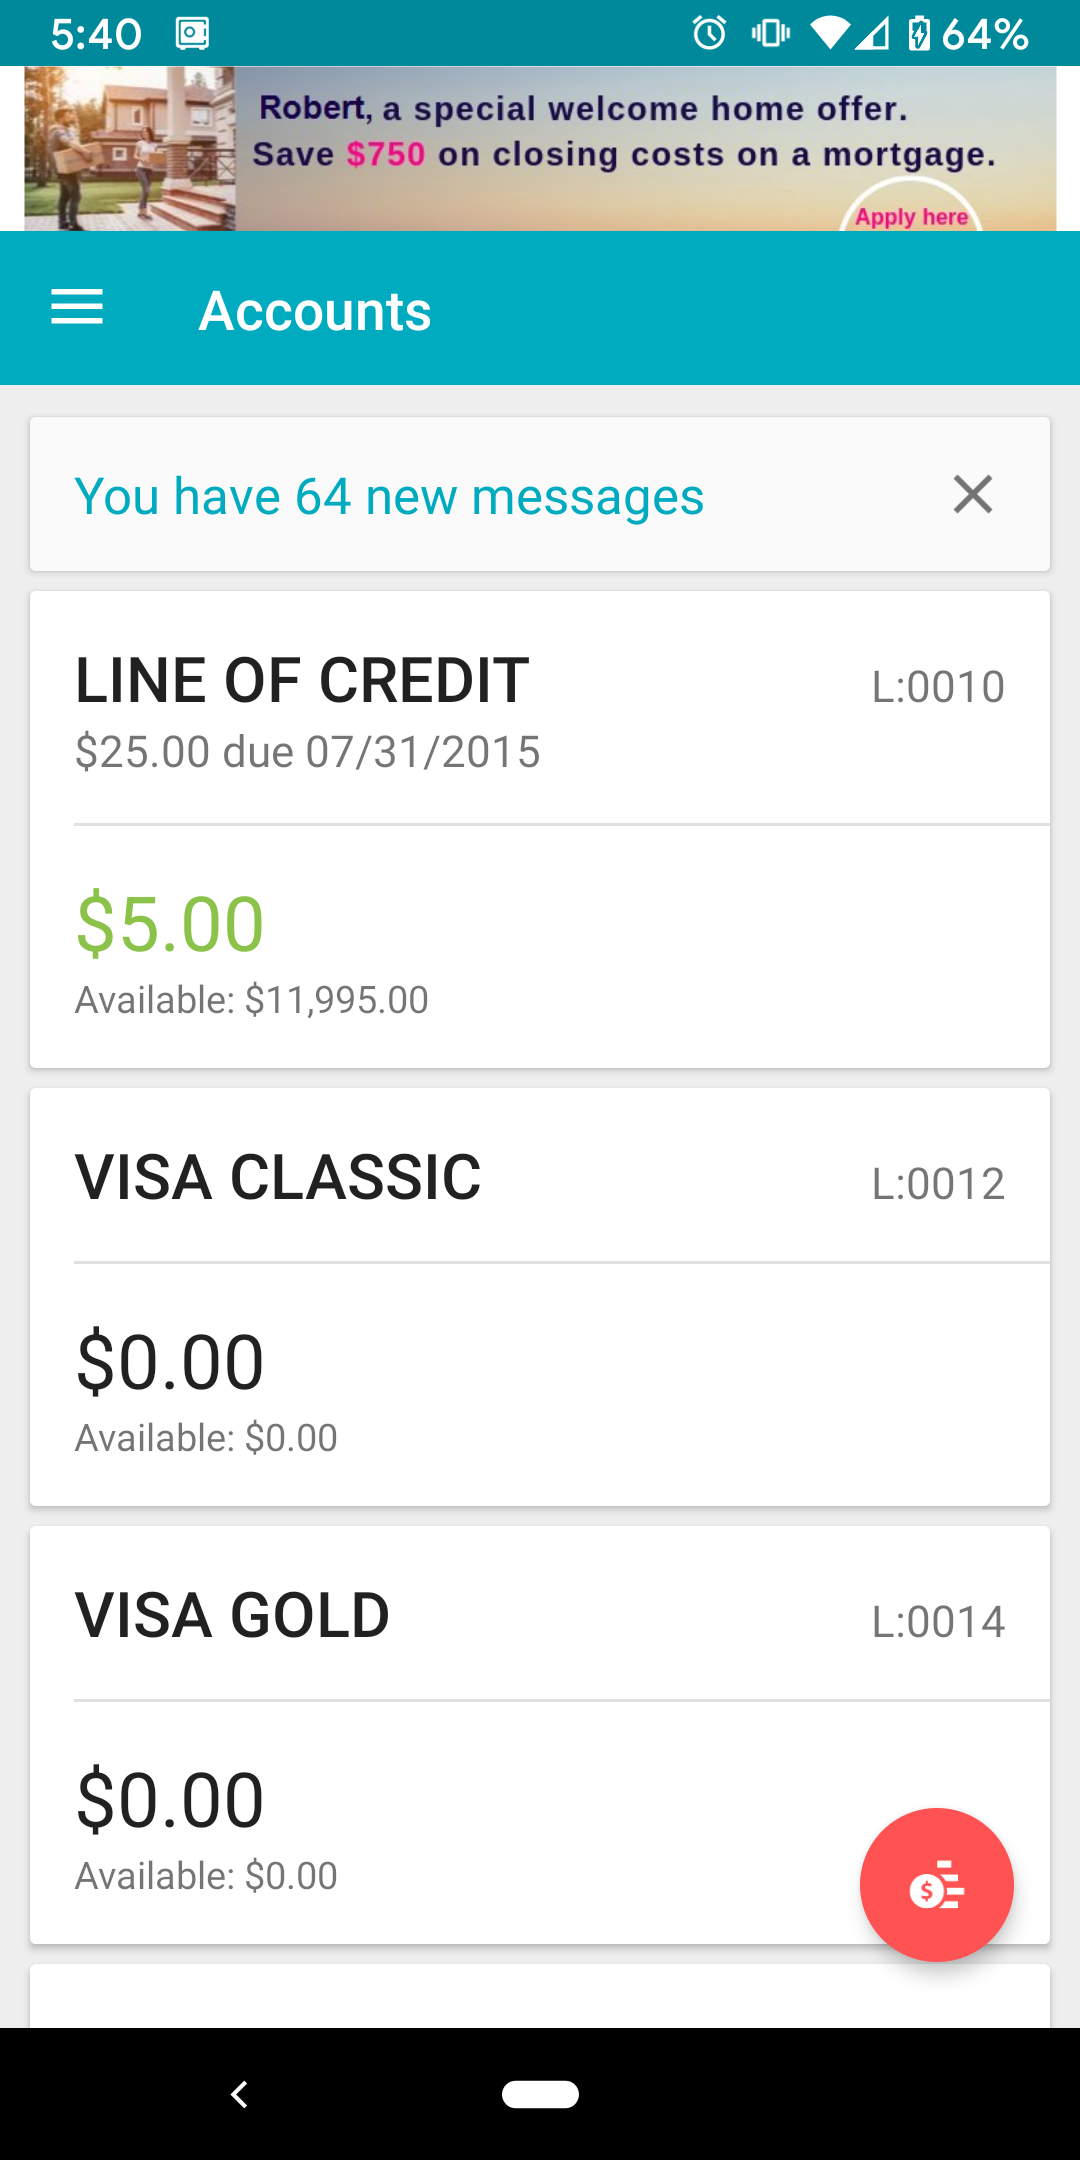 5:40
64%
Robert, a special welcome home offer.
Save $750 on closing costs on a mortgage.
Apply here
Accounts
You have 64 new messages
LINE OF CREDIT
L:0010
$25.00 due 07/31/2015
$5.00
Available: $11,995.00
VISA CLASSIC
L:0012
$0.00
Available: $0.00
VISA GOLD
L:0014
$0.00
Available: $0.00
$